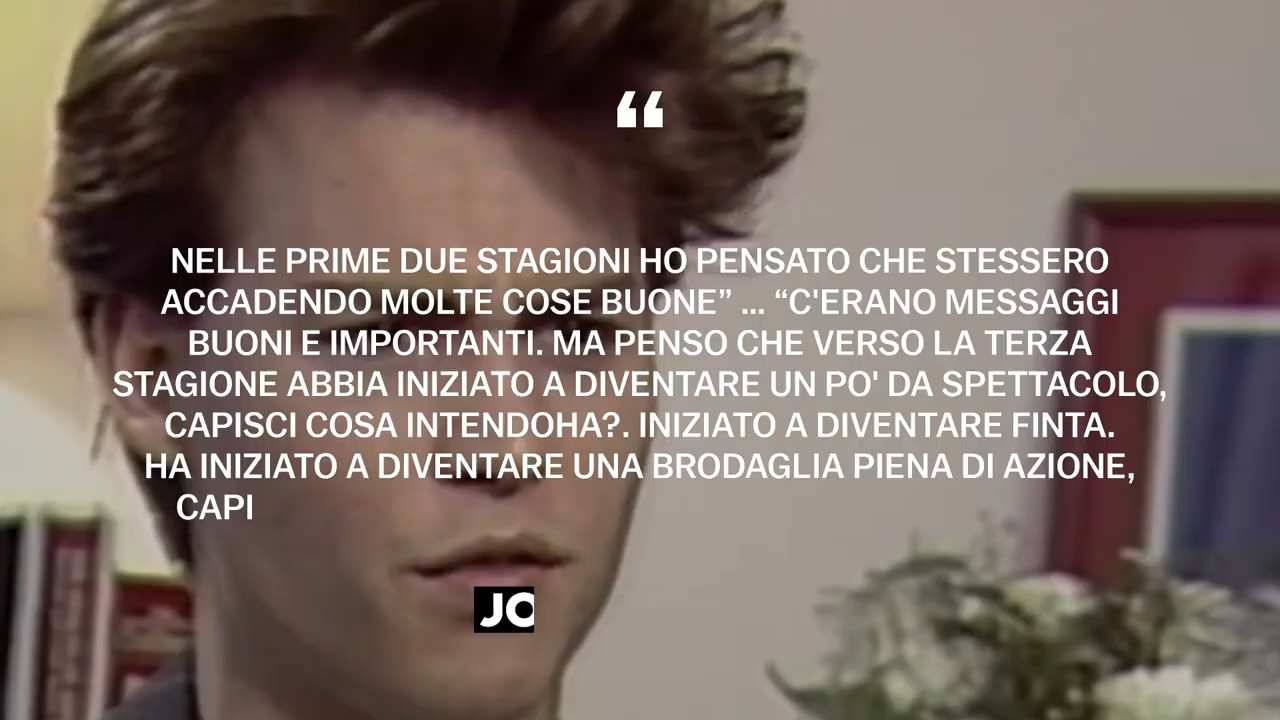 “
NELLE PRIME DUE STAGIONI HO PENSATO CHE STESSERO
ACCADENDO MOLTE COSE BUONE” ... “C'ERANO MESSAGGI
BUONI E IMPORTANTI. MA PENSO CHE VERSO LA TERZA
STAGIONE ABBIA INIZIATO A DIVENTARE UN PO' DA SPETTACOLO,
CAPISCI COSA INTENDOHA?. INIZIATO A DIVENTARE FINTA.
HA INIZIATO A DIVENTARE UNA BRODAGLIA PIENA DI AZIONE,
CAPI
JO